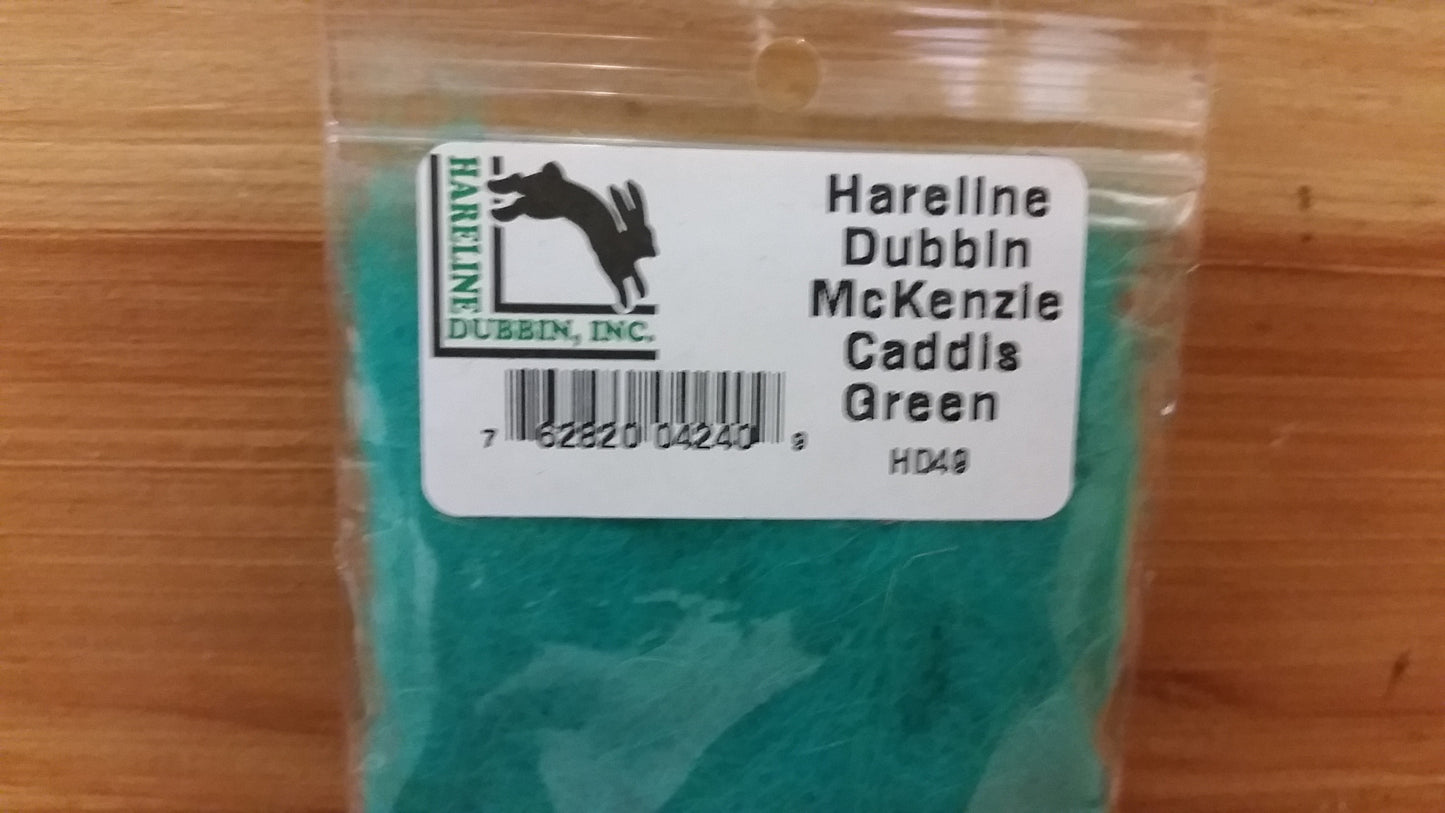 HARELINE
DUBBIN, INC.
Hareline
Dubbin
McKenzie
Caddis
Green
HD49
7 62820 04240 9